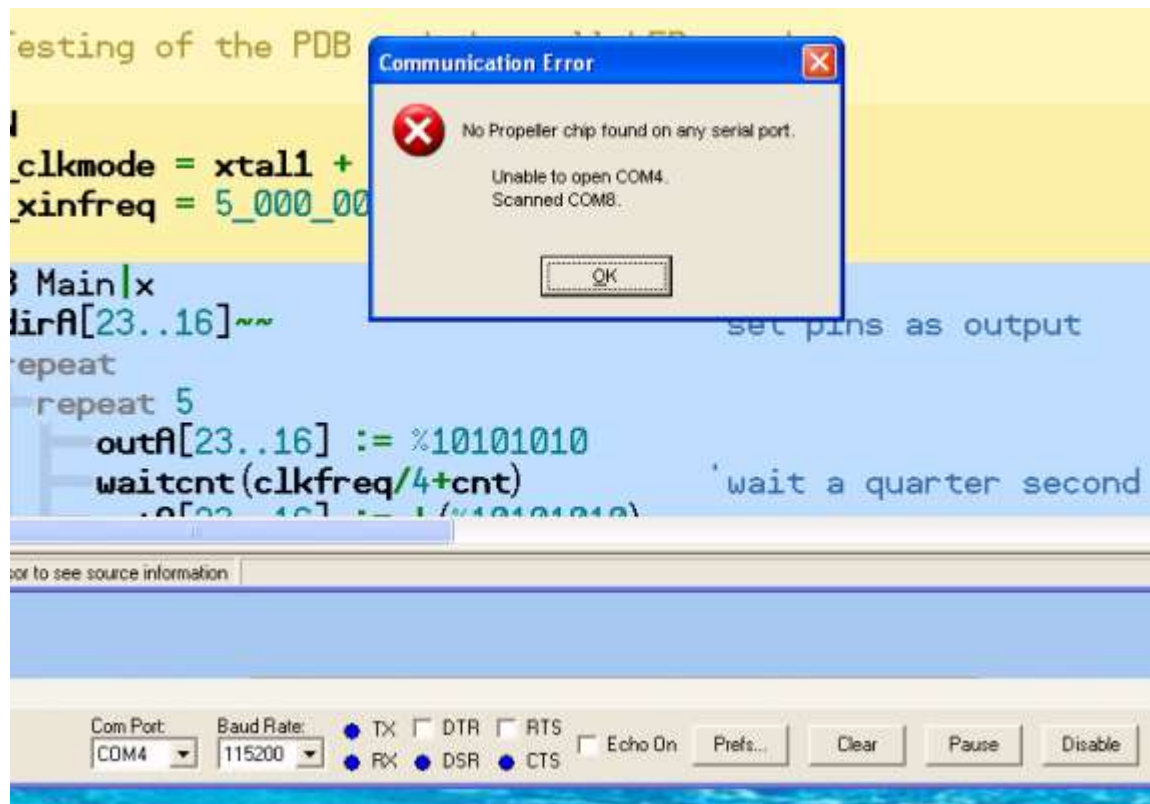 esting of the PDB
Communication Error
No Propeller chip found on any serial port.
Unable to open COM4.
Scanned COM8.
OK
_clkmode = xtal1 +
_xinfreq = 5_000_00
Main|x
dirA[23..16]~~ 'set pins as output
repeat
repeat 5
outA[23..16] := %10101010
waitcnt(clkfreq/4+cnt) 'wait a quarter second
or to see source information
Com Port: Baud Rate: TX DTR RTS
COM4 115200 RX DSR CTS Echo On Prefs... Clear Pause Disable